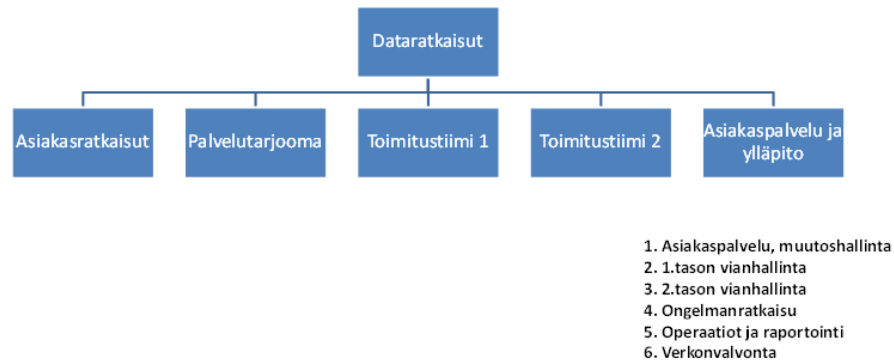 Dataratkaisut
Asiakasratkaisut
Palvelutarjooma
Toimitustiimi 1
Toimitustiimi 2
Asiakaspalvelu ja
ylläpito
1. Asiakaspalvelu, muutoshallinta
2. 1.tason vianhallinta
3. 2.tason vianhallinta
4. Ongelmanratkaisu
5. Operaatiot ja raportointi
6. Verkonvalvonta